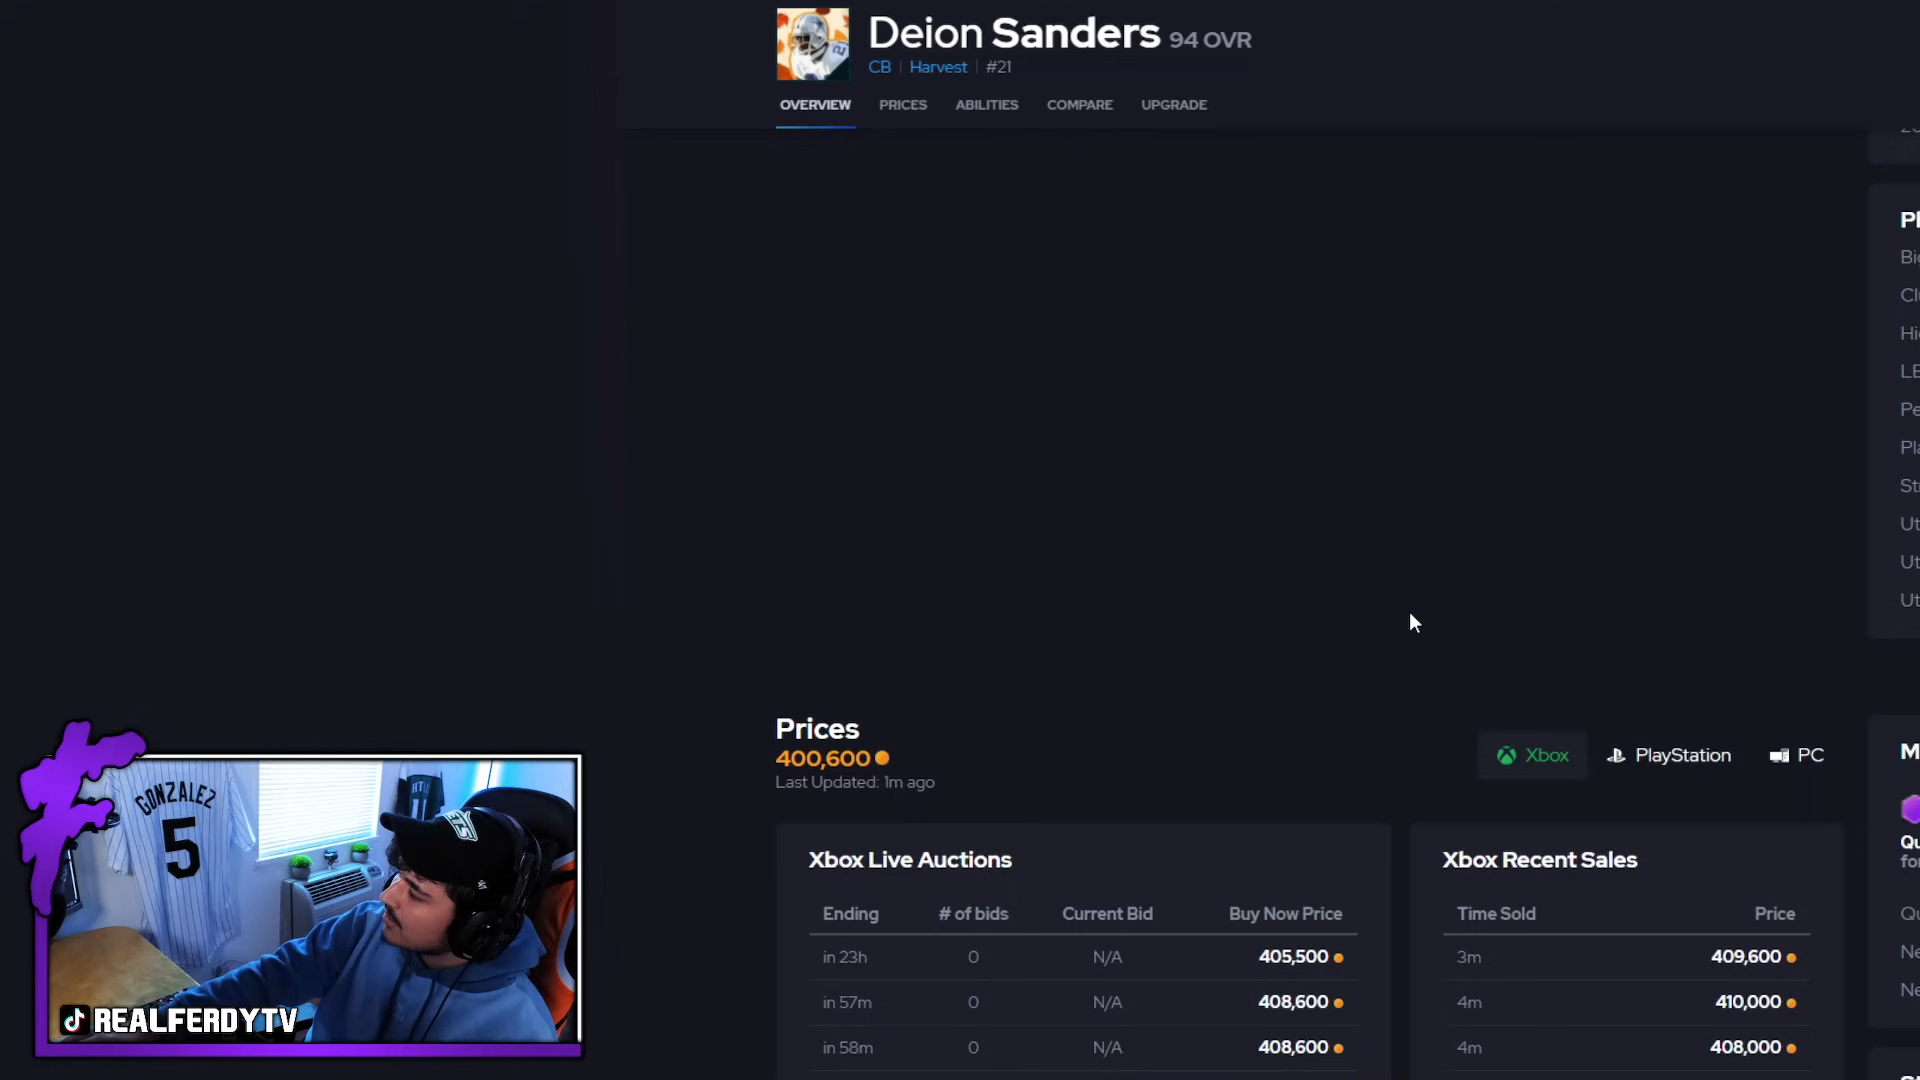 Deion Sanders 94 OVR
CB | Harvest | #21
OVERVIEW PRICES ABILITIES COMPARE UPGRADE
Prices
400,600
Last Updated: 1m ago
Xbox PlayStation PC
Xbox Live Auctions
Ending # of bids Current Bid Buy Now Price
in 23h 0 N/A 405,500
in 57m 0 N/A 408,600
in 58m 0 N/A 408,600
Xbox Recent Sales
Time Sold Price
3m 409,600
4m 410,000
4m 408,000
GONZALEZ
5
REALFERDYTV